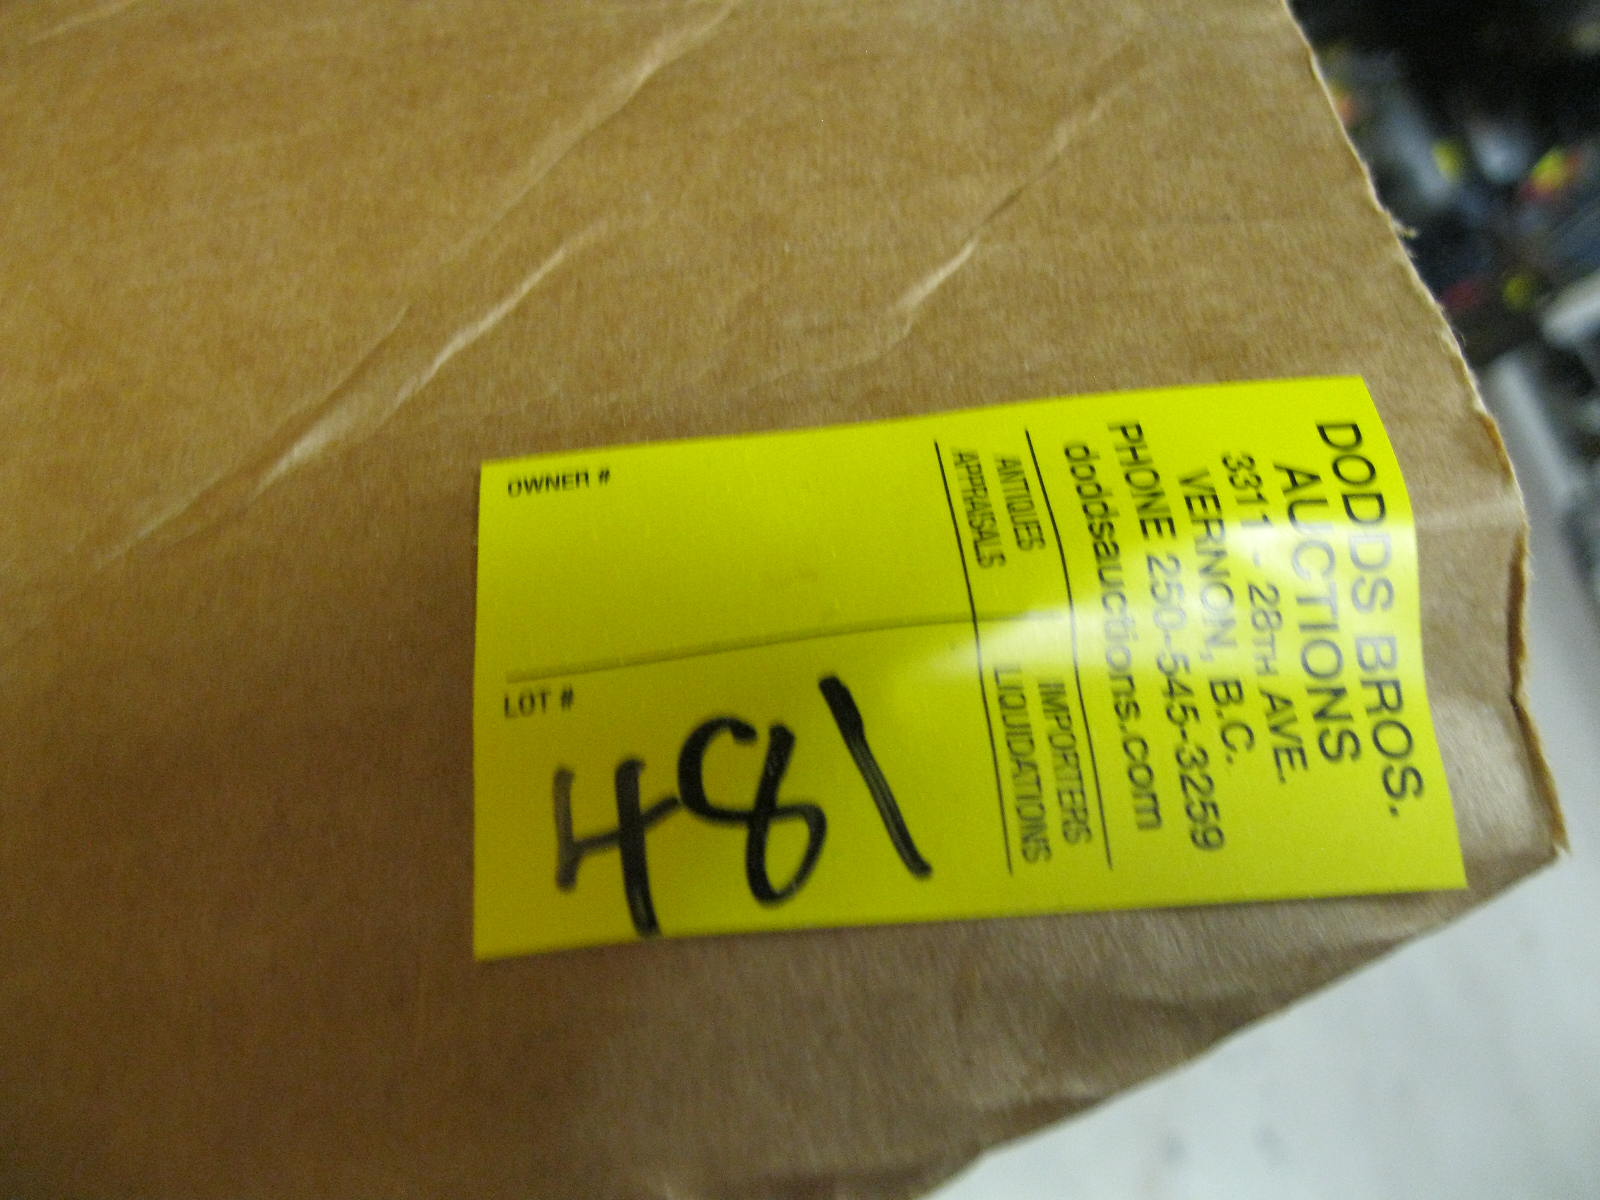 DODDS BROS.
AUCTIONS
3311 - 28TH AVE.
VERNON, B.C.
PHONE 250-545-3259
doddsauctions.com
ANTIQUES IMPORTERS
APPRAISALS LIQUIDATIONS
OWNER #
LOT #
481